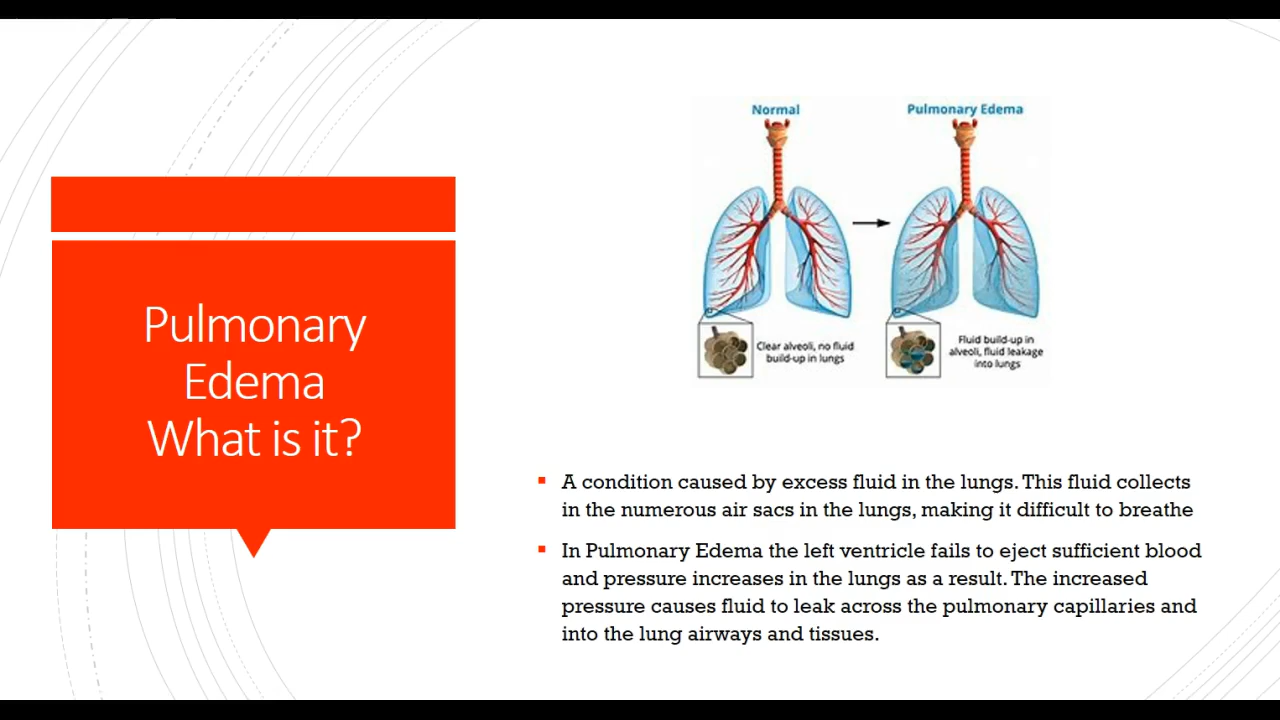 Pulmonary
Edema
What is it?
Normal
Pulmonary Edema
Clear alveoli, no fluid
build-up in lungs
Fluid build-up in
alveoli, fluid leakage
into lungs
▪ A condition caused by excess fluid in the lungs. This fluid collects
in the numerous air sacs in the lungs, making it difficult to breathe
▪ In Pulmonary Edema the left ventricle fails to eject sufficient blood
and pressure increases in the lungs as a result. The increased
pressure causes fluid to leak across the pulmonary capillaries and
into the lung airways and tissues.